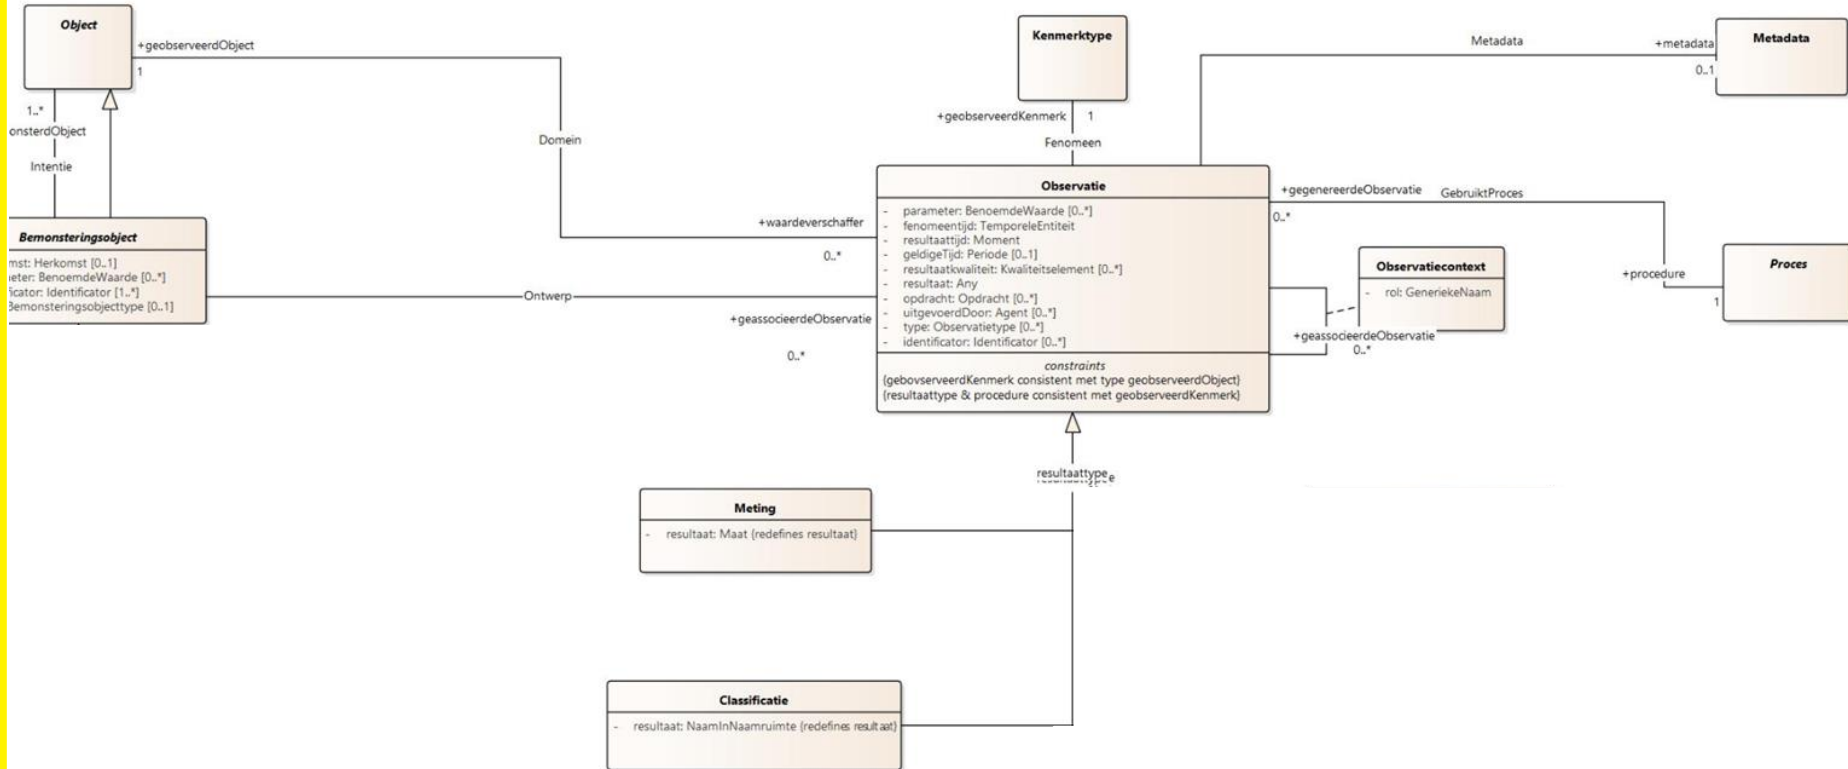 Object
+geobserveerdObject
1
1..*
onsterdObject
Intentie
Domein
Kenmerktype
+geobserveerdKenmerk 1
Fenomeen
Metadata
+metadata
0..1
Metadata
Bemonsteringsobject
mst: Herkomst [0..1]
neter: BenoemdeWaarde [0..*]
ficator: Identificator [1..*]
Bemonsteringsobjecttype [0..1]
+waardeverschaffer
0..*
Ontwerp
+geassocieerdeObservatie
0..*
Observatie
- parameter: BenoemdeWaarde [0..*]
- fenomeentijd: TemporeleEntiteit
- resultaattijd: Moment
- geldigeTijd: Periode [0..1]
- resultaatkwaliteit: Kwaliteitselement [0..*]
- resultaat: Any
- opdracht: Opdracht [0..*]
- uitgevoerdDoor: Agent [0..*]
- type: Observatietype [0..*]
- identificator: Identificator [0..*]
constraints
{gebovserveerdKenmerk consistent met type geobserveerdObject}
{resultaattype & procedure consistent met geobserveerdKenmerk}
+gegenereerdeObservatie
0..*
GebruiktProces
Observatiecontext
- rol: GeneriekeNaam
+geassocieerdeObservatie
0..*
+procedure
1
Proces
resultaattype
Meting
- resultaat: Maat {redefines resultaat}
Classificatie
- resultaat: NaamInNaamruimte {redefines resultaat}